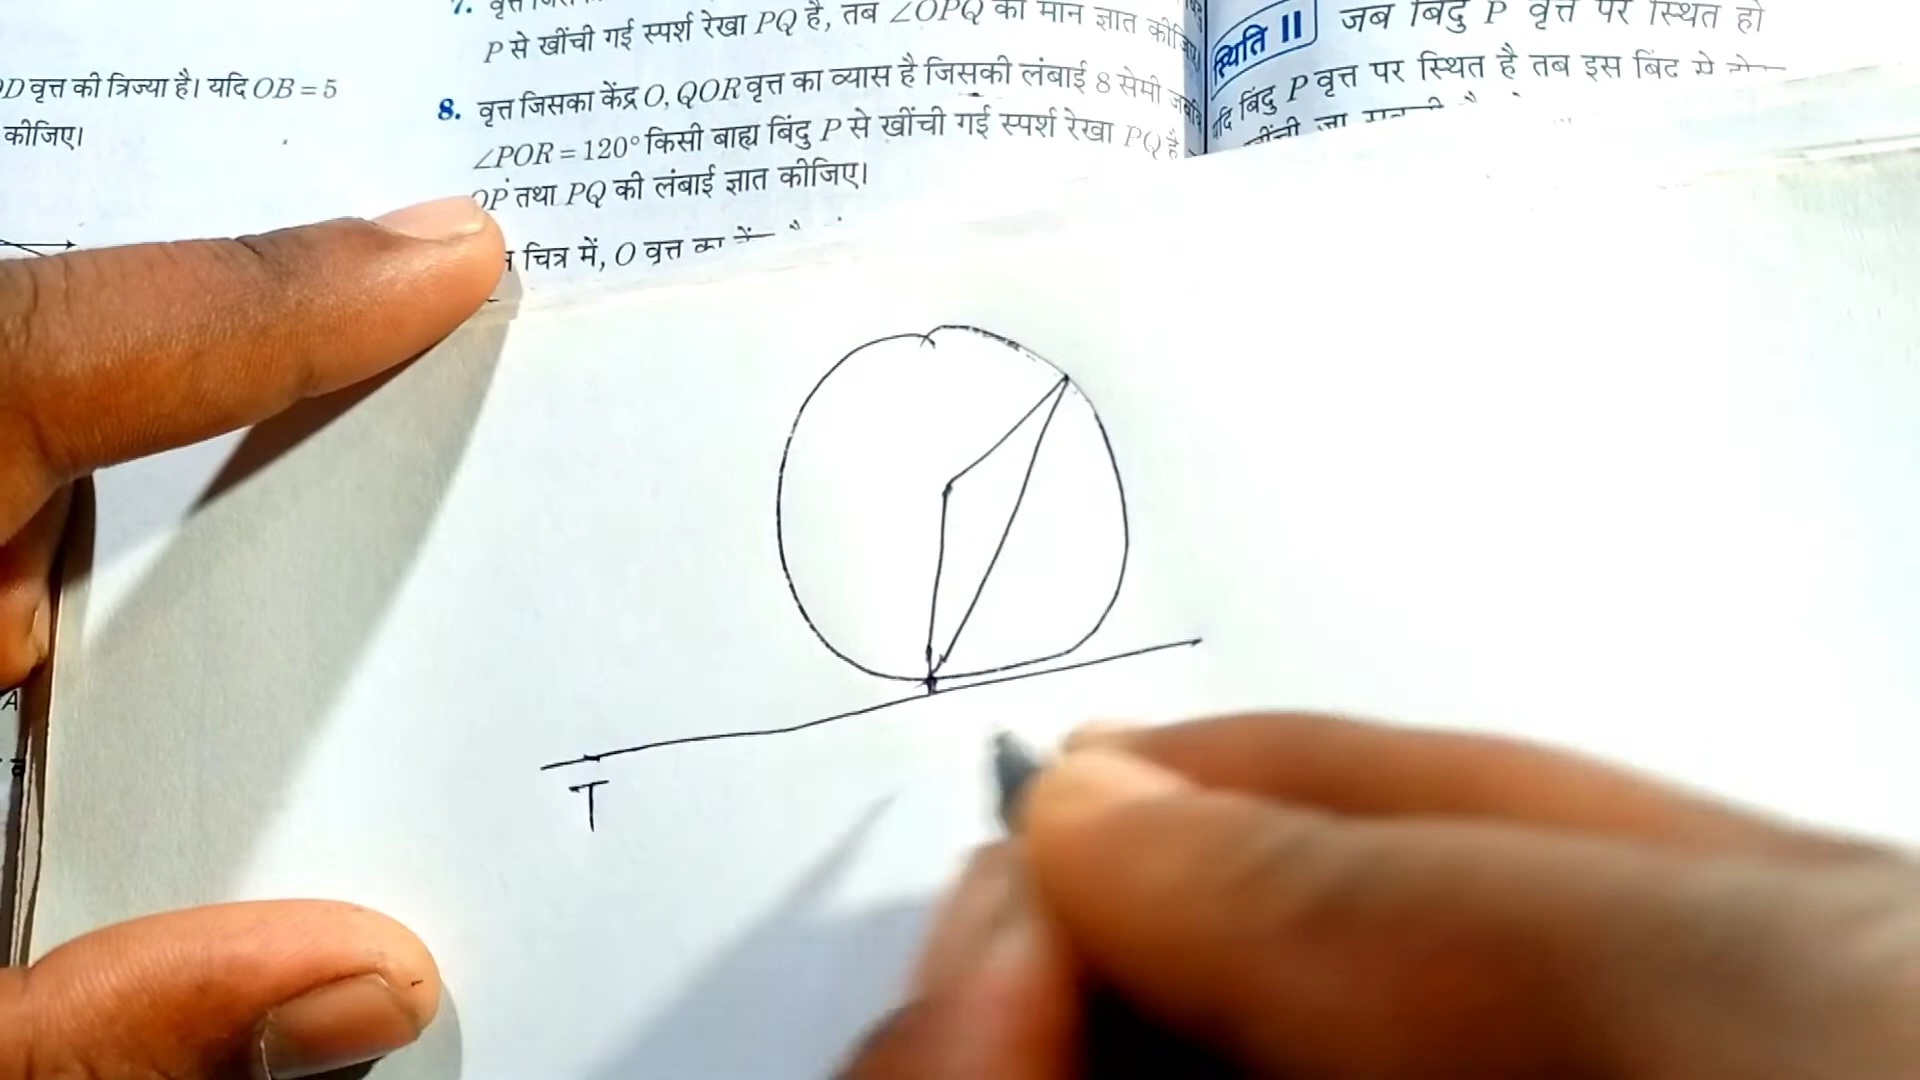 D वृत्त की त्रिज्या है। यदि OB = 5
कीजिए।
7. वृत्त
P से खींची गई स्पर्श रेखा PQ है, तब ∠OPQ का मान ज्ञात कीजिए।
8. वृत्त जिसका केंद्र O, QOR वृत्त का व्यास है जिसकी लंबाई 8 सेमी
∠POR = 120° किसी बाह्य बिंदु P से खींची गई स्पर्श रेखा PQ है
OP तथा PQ की लंबाई ज्ञात कीजिए।
चित्र में, O वृत्त का
स्थिति II जब बिंदु P वृत्त पर स्थित हो
यदि बिंदु P वृत्त पर स्थित है तब इस
T
A